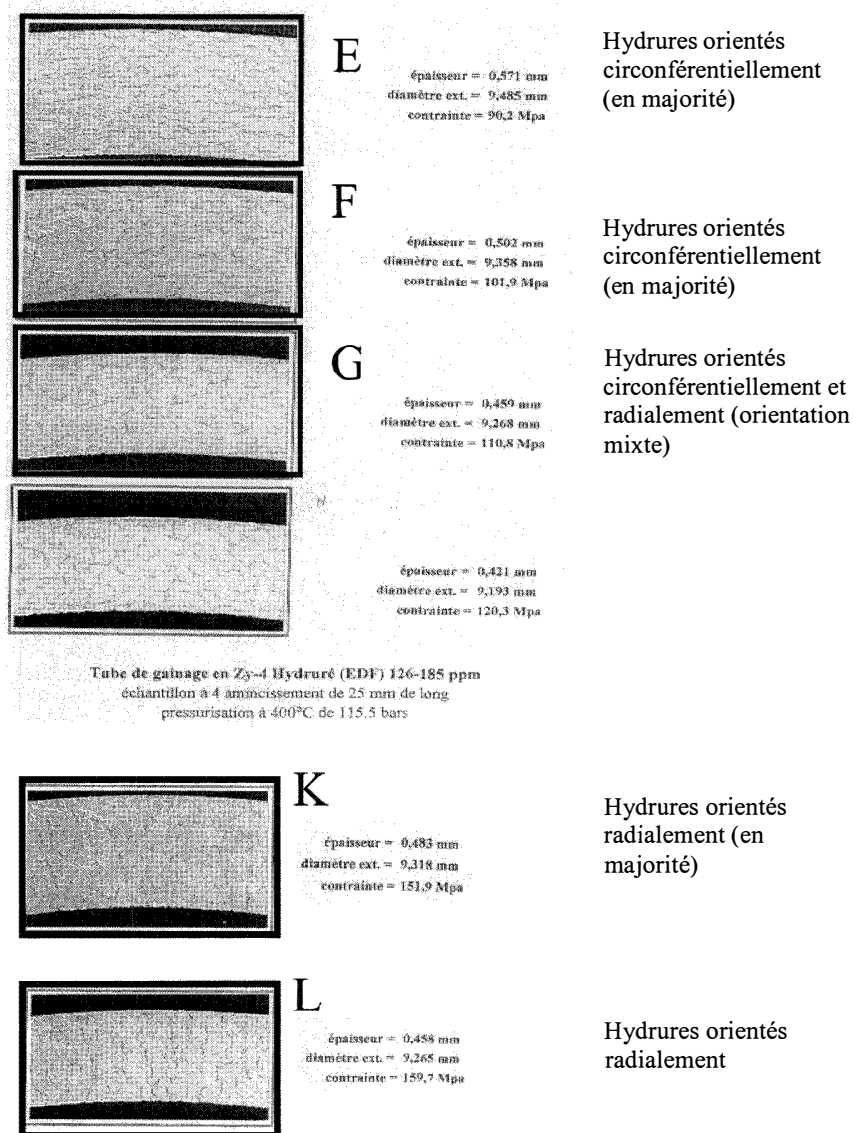 E
épaisseur = 0,571 mm
diamètre ext. = 9,485 mm
contrainte = 90,2 Mpa
Hydrures orientés
circonférentiellement
(en majorité)
F
épaisseur = 0,502 mm
diamètre ext. = 9,358 mm
contrainte = 101,9 Mpa
Hydrures orientés
circonférentiellement
(en majorité)
G
épaisseur = 0,459 mm
diamètre ext. = 9,268 mm
contrainte = 110,8 Mpa
Hydrures orientés
circonférentiellement et
radialement (orientation
mixte)
épaisseur = 0,421 mm
diamètre ext. = 9,193 mm
contrainte = 120,3 Mpa
Tube de gainage en Zy-4 Hydruré (EDF) 126-185 ppm
échantillon à 4 amincissement de 25 mm de long
pressurisation à 400°C de 115.5 bars
K
épaisseur = 0,483 mm
diamètre ext. = 9,318 mm
contrainte = 151,9 Mpa
Hydrures orientés
radialement (en
majorité)
L
épaisseur = 0,458 mm
diamètre ext. = 9,265 mm
contrainte = 159,7 Mpa
Hydrures orientés
radialement